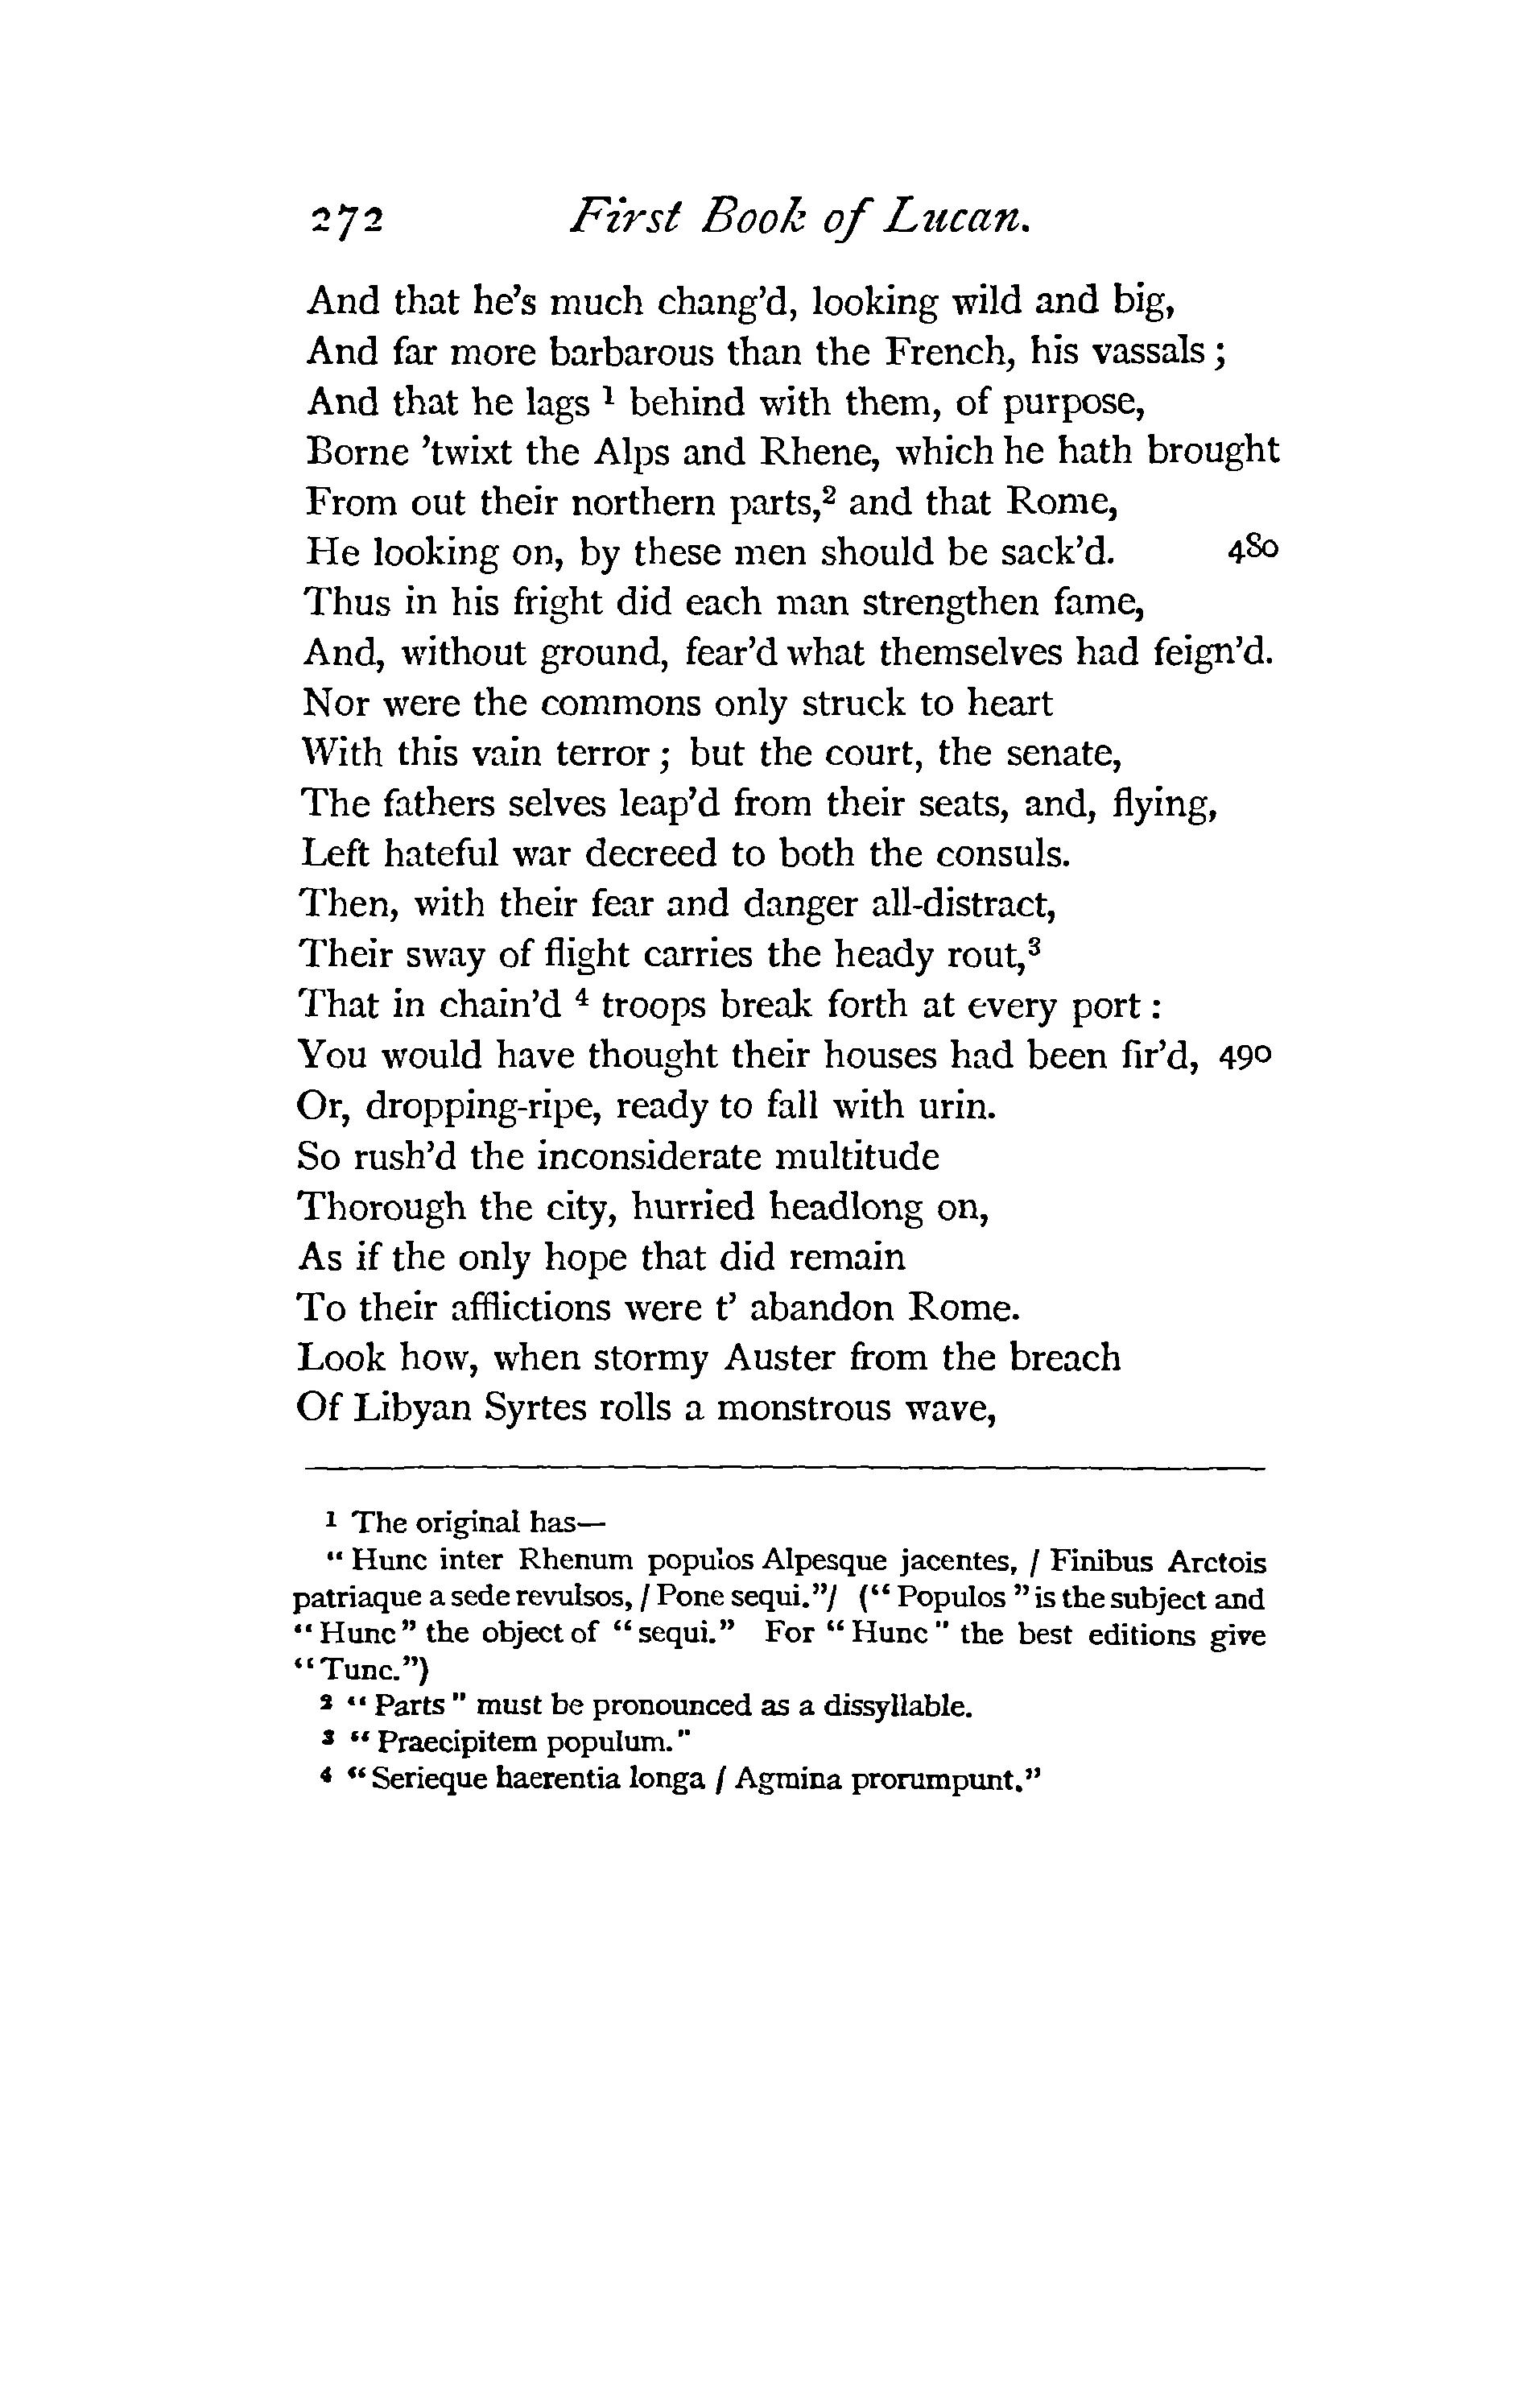 272 First Book of Lucan.
And that he's much chang'd, looking wild and big,
And far more barbarous than the French, his vassals;
And that he lags ¹ behind with them, of purpose,
Borne 'twixt the Alps and Rhene, which he hath brought
From out their northern parts,² and that Rome,
He looking on, by these men should be sack'd. 480
Thus in his fright did each man strengthen fame,
And, without ground, fear'd what themselves had feign'd.
Nor were the commons only struck to heart
With this vain terror; but the court, the senate,
The fathers selves leap'd from their seats, and, flying,
Left hateful war decreed to both the consuls.
Then, with their fear and danger all-distract,
Their sway of flight carries the heady rout,³
That in chain'd ⁴ troops break forth at every port:
You would have thought their houses had been fir'd, 490
Or, dropping-ripe, ready to fall with urin.
So rush'd the inconsiderate multitude
Thorough the city, hurried headlong on,
As if the only hope that did remain
To their afflictions were t' abandon Rome.
Look how, when stormy Auster from the breach
Of Libyan Syrtes rolls a monstrous wave,
¹ The original has—
"Hunc inter Rhenum populos Alpesque jacentes, / Finibus Arctois
patriaque a sede revulsos, / Pone sequi."/ ("Populos" is the subject and
"Hunc" the object of "sequi." For "Hunc" the best editions give
"Tunc.")
² "Parts" must be pronounced as a dissyllable.
³ "Praecipitem populum."
⁴ "Serieque haerentia longa / Agmina prorumpunt."